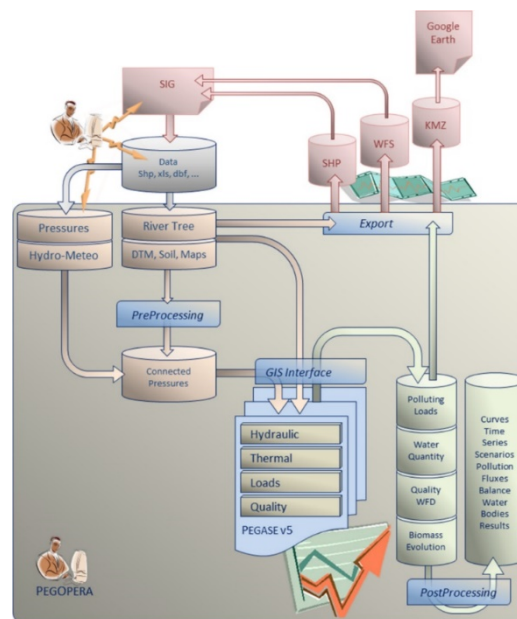 Google
Earth
SIG
KMZ
WFS
SHP
Data
Shp, xls, dbf, ...
Pressures
River Tree
Export
Hydro-Meteo
DTM, Soil, Maps
PreProcessing
Connected
Pressures
GIS Interface
Hydraulic
Thermal
Loads
Quality
PEGASE v5
Polluting
Loads
Water
Quantity
Quality
WFD
Biomass
Evolution
Curves
Time
Series
Scenarios
Pollution
Fluxes
Balance
Water
Bodies
Results
PostProcessing
PEGOPERA